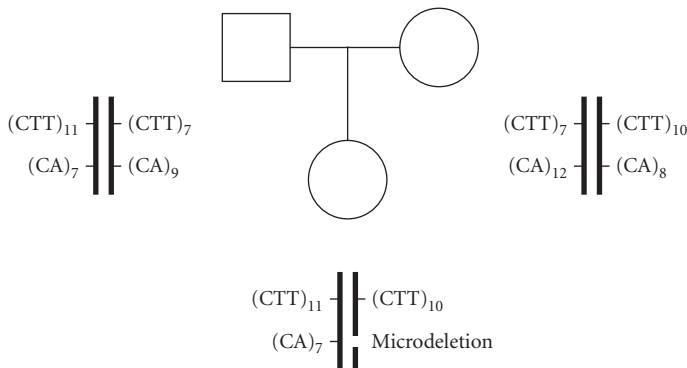 (CTT)₁₁ (CTT)₇ (CTT)₇ (CTT)₁₀
(CA)₇ (CA)₉ (CA)₁₂ (CA)₈
(CTT)₁₁ (CTT)₁₀
(CA)₇ Microdeletion